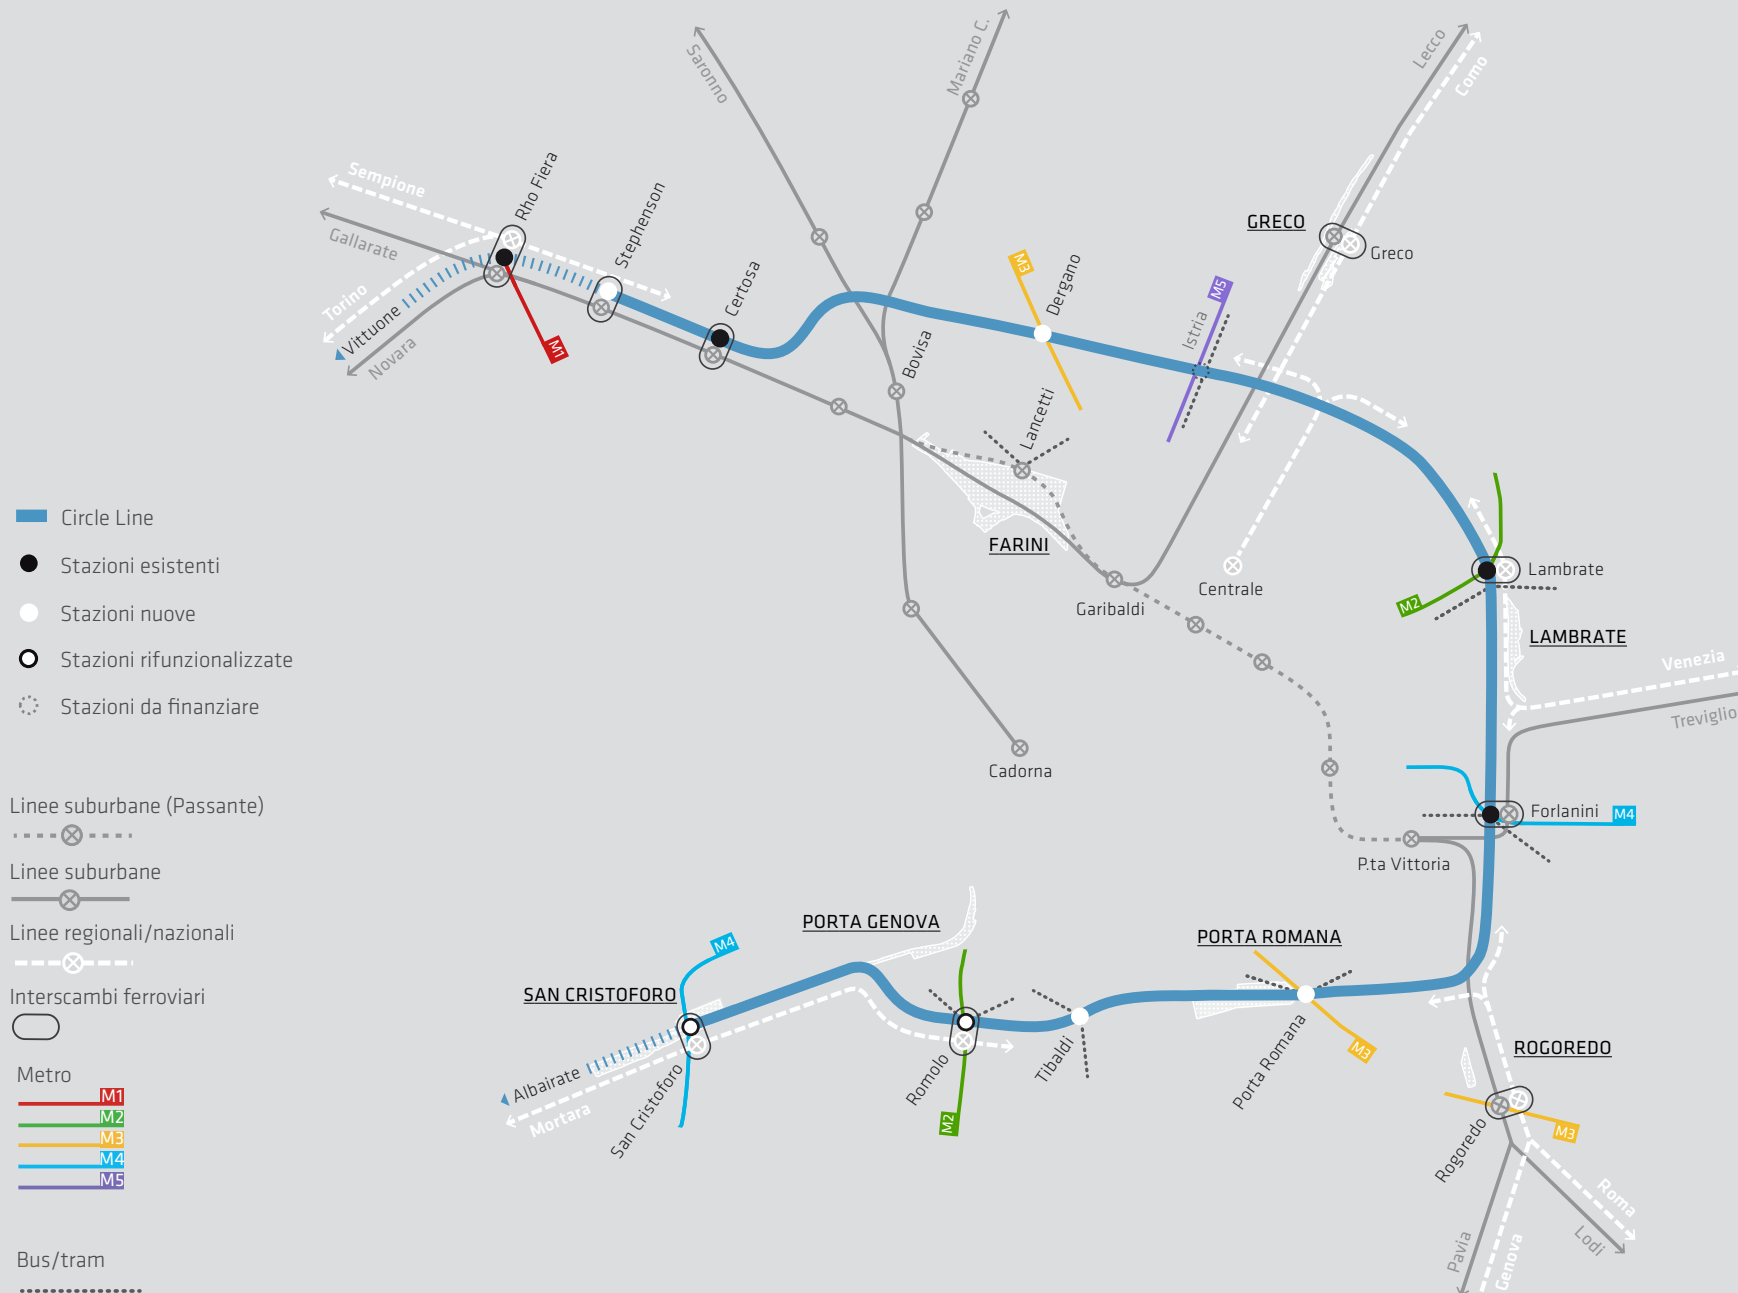 Saronno
Mariano C.
Lecco
Como
Sempione
Rho Fiera
Gallarate
Stephenson
GRECO
Greco
Torino
Vittuone
Novara
M1
Certosa
M3
Dergano
M5
Istria
Bovisa
Lancetti
FARINI
Centrale
Garibaldi
Lambrate
M2
LAMBRATE
Venezia
Treviglio
Circle Line
Stazioni esistenti
Stazioni nuove
Stazioni rifunzionalizzate
Stazioni da finanziare
Cadorna
Forlanini
M4
P.ta Vittoria
Linee suburbane (Passante)
Linee suburbane
Linee regionali/nazionali
Interscambi ferroviari
Metro
M1
M2
M3
M4
M5
Bus/tram
PORTA GENOVA
PORTA ROMANA
M4
SAN CRISTOFORO
Albairate
Mortara
San Cristoforo
Romolo
M2
Tibaldi
Porta Romana
M3
ROGOREDO
Rogoredo
M3
Roma
Lodi
Pavia
Genova